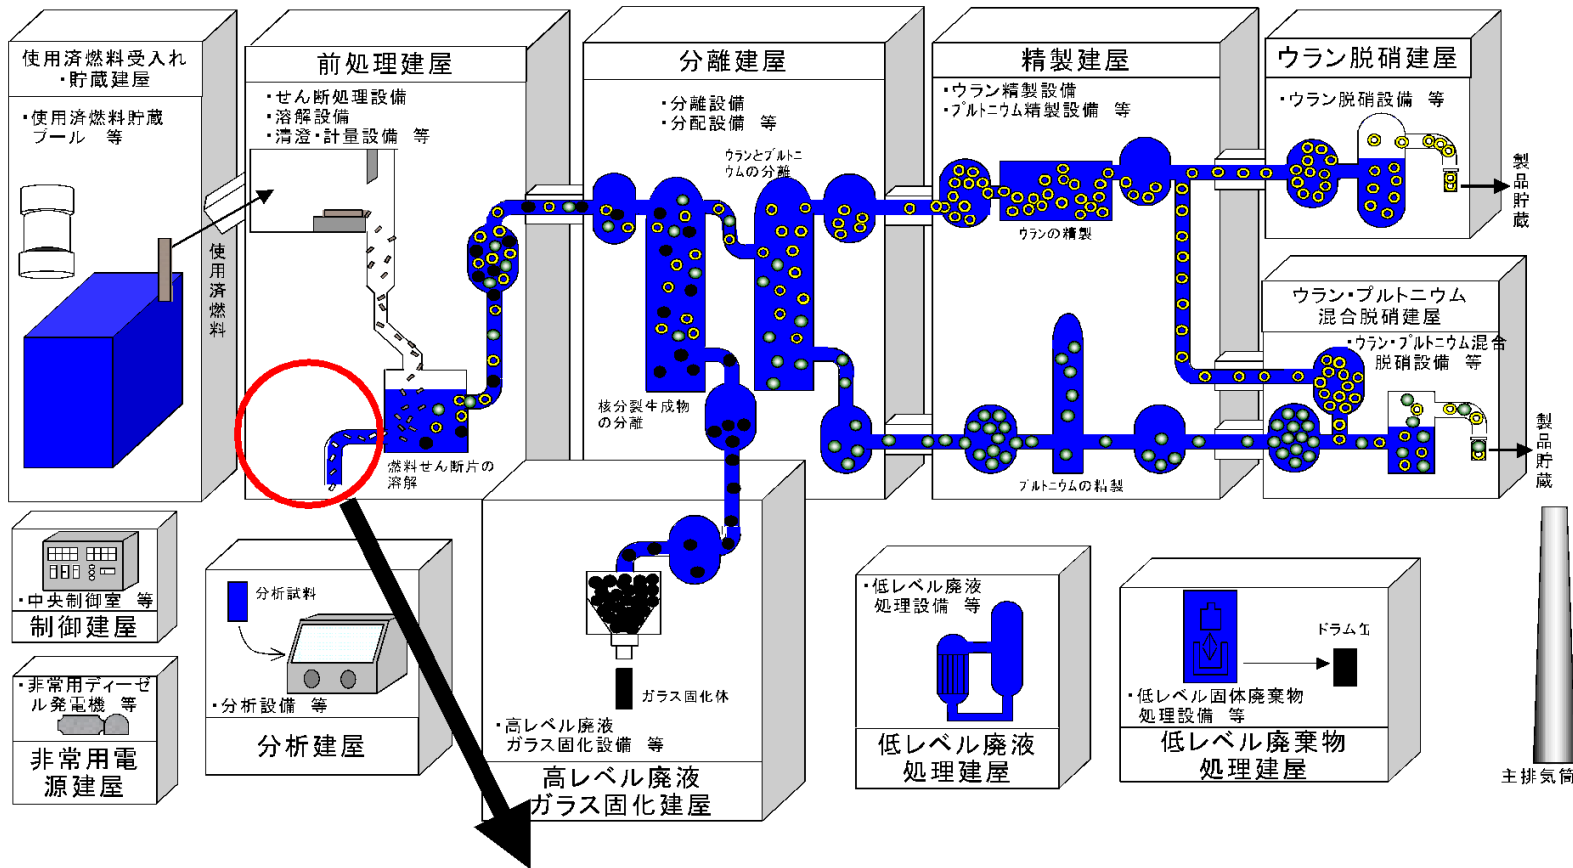 使用済燃料受入れ
・貯蔵建屋
・使用済燃料貯蔵
プール 等
使用済燃料
前処理建屋
・せん断処理設備
・溶解設備
・清澄・計量設備 等
燃料せん断片の
溶解
分離建屋
・分離設備
・分配設備 等
ウランとプルトニ
ウムの分離
核分裂生成物
の分離
精製建屋
・ウラン精製設備
・プルトニウム精製設備 等
ウランの精製
プルトニウムの精製
ウラン脱硝建屋
・ウラン脱硝設備 等
製品貯蔵
ウラン・プルトニウム
混合脱硝建屋
・ウラン・プルトニウム混合
脱硝設備 等
製品貯蔵
・中央制御室 等
制御建屋
・非常用ディーゼ
ル発電機 等
非常用電
源建屋
分析試料
・分析設備 等
分析建屋
ガラス固化体
・高レベル廃液
ガラス固化設備 等
高レベル廃液
ガラス固化建屋
・低レベル廃液
処理設備 等
低レベル廃液
処理建屋
ドラム缶
・低レベル固体廃棄物
処理設備 等
低レベル廃棄物
処理建屋
主排気筒